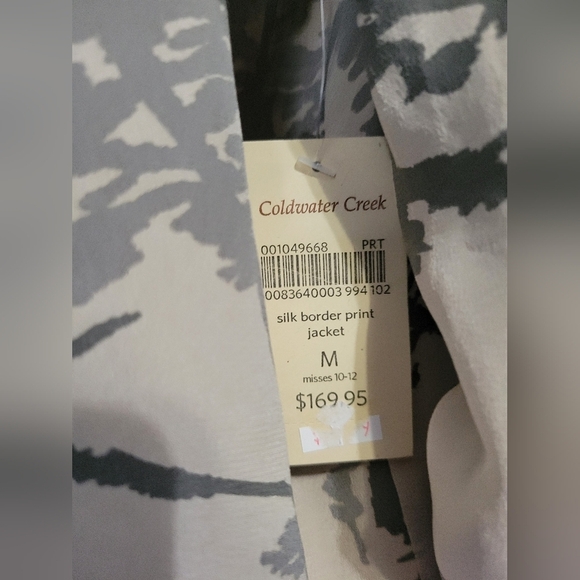 Coldwater Creek
001049668 PRT
0083640003 994 102
silk border print
jacket
M
misses 10-12
$169.95